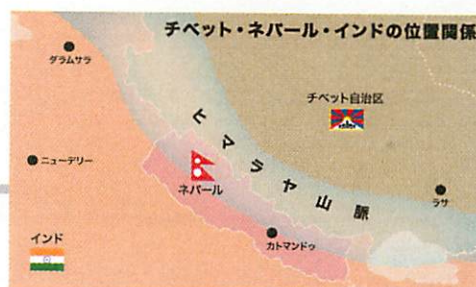 チベット・ネパール・インドの位置関係
ダラムサラ
チベット自治区
ヒマラヤ山脈
ニューデリー
ネパール
ラサ
カトマンドゥ
インド